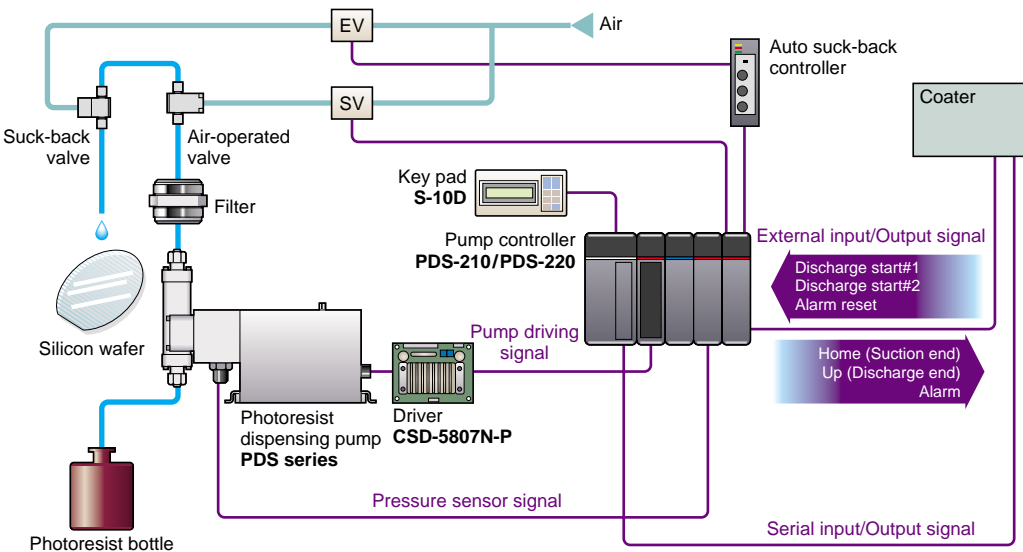 EV
Air
Auto suck-back
controller
SV
Coater
Suck-back
valve
Air-operated
valve
Key pad
S-10D
Filter
Pump controller
PDS-210/PDS-220
External input/Output signal
Discharge start#1
Discharge start#2
Alarm reset
Silicon wafer
Pump driving
signal
Home (Suction end)
Up (Discharge end)
Alarm
Photoresist
dispensing pump
PDS series
Driver
CSD-5807N-P
Pressure sensor signal
Serial input/Output signal
Photoresist bottle